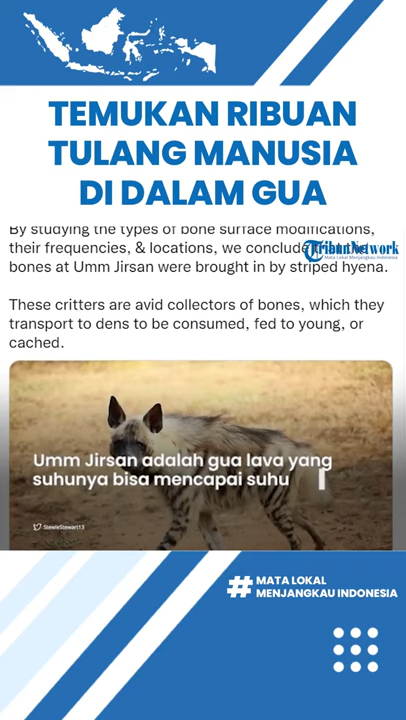 TEMUKAN RIBUAN
TULANG MANUSIA
DI DALAM GUA
By studying the types of bone surface modifications,
their frequencies, & locations, we conclude the
bones at Umm Jirsan were brought in by striped hyena.
TribunNetwork
Mata Lokal Menjangkau Indonesia
These critters are avid collectors of bones, which they
transport to dens to be consumed, fed to young, or
cached.
Umm Jirsan adalah gua lava yang
suhunya bisa mencapai suhu
StewieStewart13
# MATA LOKAL
MENJANGKAU INDONESIA